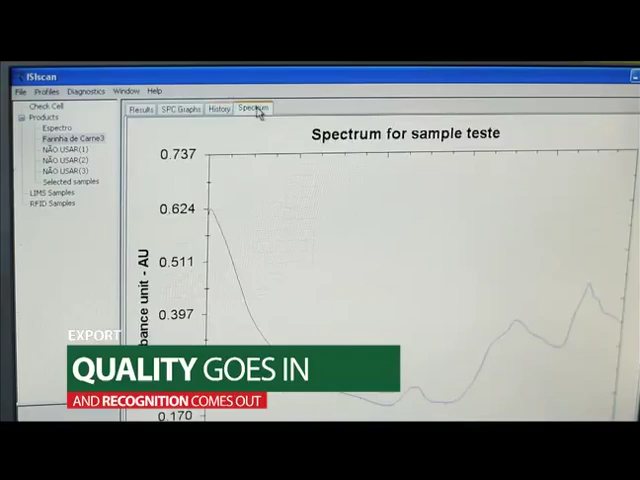 ISIscan
File Profiles Diagnostics Window Help
Check Cell
Products
Espectro
Farinha de Carne3
NÃO USAR(1)
NÃO USAR(2)
NÃO USAR(3)
Selected samples
LIMS Samples
RFID Samples
Results SPC Graphs History Spectrum
Spectrum for sample teste
0.737
0.624
0.511
0.397
0.170
bance unit - AU
EXPORT
QUALITY GOES IN
AND RECOGNITION COMES OUT